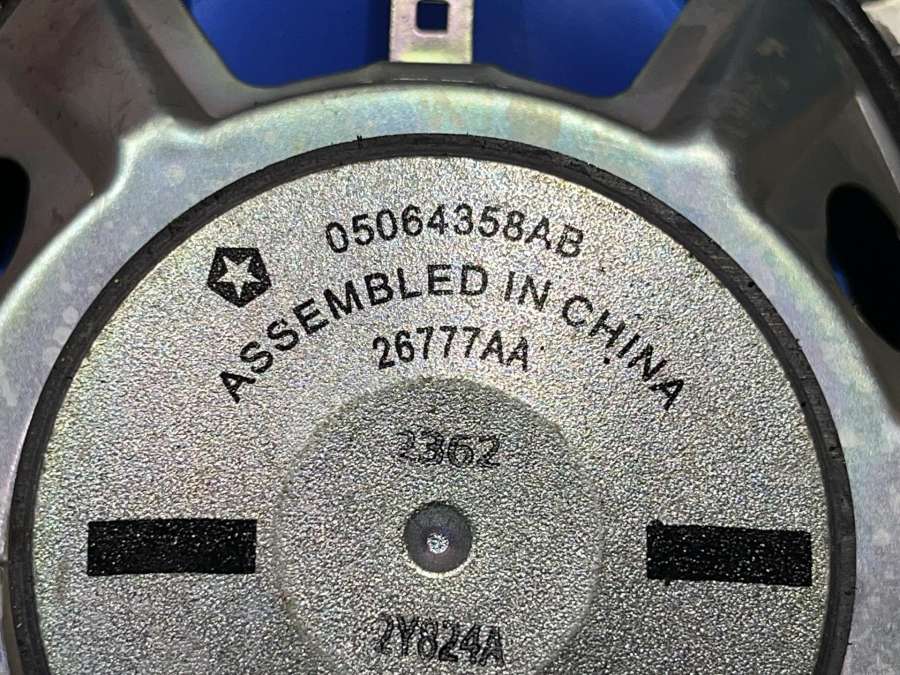 05064358AB
ASSEMBLED IN CHINA
26777AA
2362
2Y824A